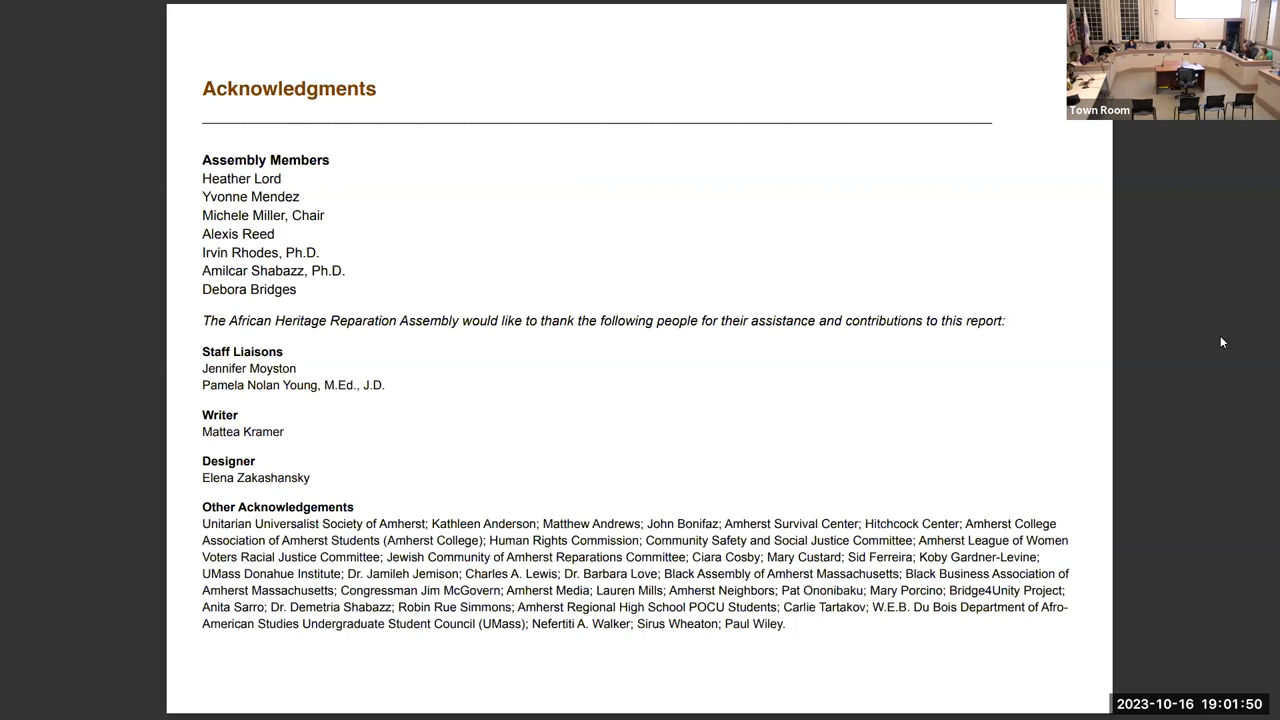 Acknowledgments
Assembly Members
Heather Lord
Yvonne Mendez
Michele Miller, Chair
Alexis Reed
Irvin Rhodes, Ph.D.
Amilcar Shabazz, Ph.D.
Debora Bridges
The African Heritage Reparation Assembly would like to thank the following people for their assistance and contributions to this report:
Staff Liaisons
Jennifer Moyston
Pamela Nolan Young, M.Ed., J.D.
Writer
Mattea Kramer
Designer
Elena Zakashansky
Other Acknowledgements
Unitarian Universalist Society of Amherst; Kathleen Anderson; Matthew Andrews; John Bonifaz; Amherst Survival Center; Hitchcock Center; Amherst College
Association of Amherst Students (Amherst College); Human Rights Commission; Community Safety and Social Justice Committee; Amherst League of Women
Voters Racial Justice Committee; Jewish Community of Amherst Reparations Committee; Ciara Cosby; Mary Custard; Sid Ferreira; Koby Gardner-Levine;
UMass Donahue Institute; Dr. Jamileh Jemison; Charles A. Lewis; Dr. Barbara Love; Black Assembly of Amherst Massachusetts; Black Business Association of
Amherst Massachusetts; Congressman Jim McGovern; Amherst Media; Lauren Mills; Amherst Neighbors; Pat Ononibaku; Mary Porcino; Bridge4Unity Project;
Anita Sarro; Dr. Demetria Shabazz; Robin Rue Simmons; Amherst Regional High School POCU Students; Carlie Tartakov; W.E.B. Du Bois Department of Afro-
American Studies Undergraduate Student Council (UMass); Nefertiti A. Walker; Sirus Wheaton; Paul Wiley.
Town Room
2023-10-16 19:01:50